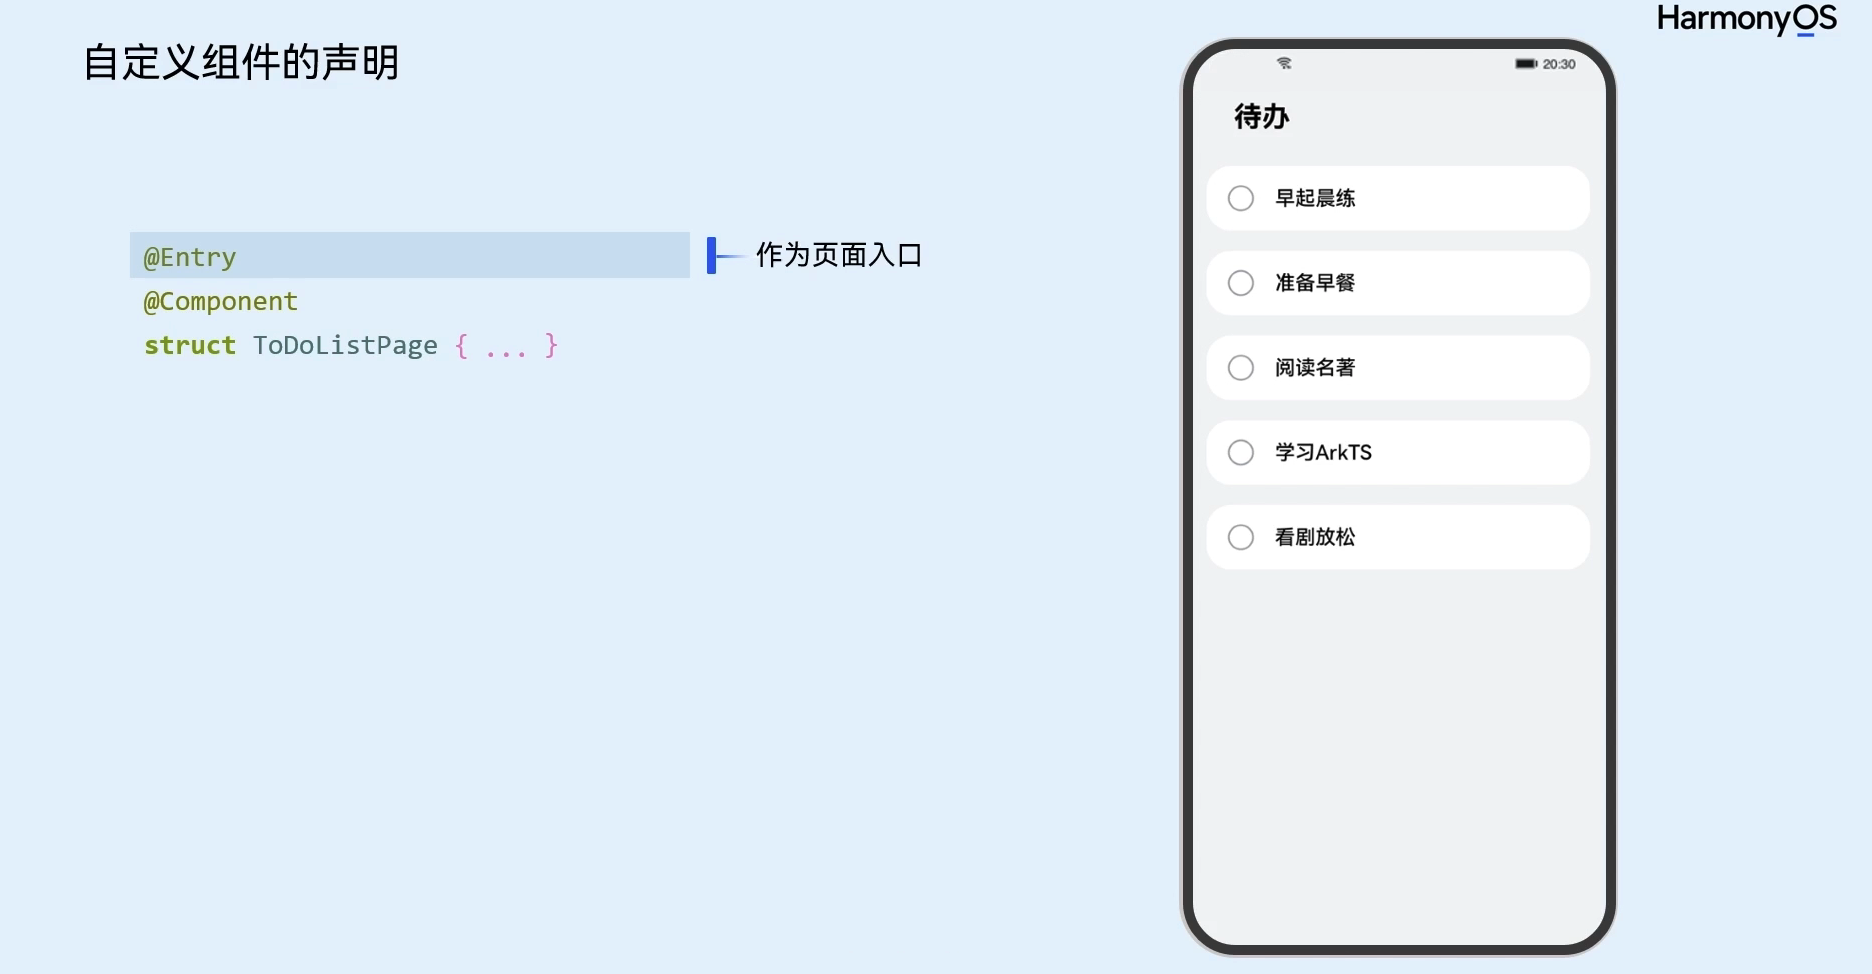 HarmonyOS
自定义组件的声明
@Entry
作为页面入口
@Component
struct ToDoListPage { ... }
20:30
待办
早起晨练
准备早餐
阅读名著
学习ArkTS
看剧放松